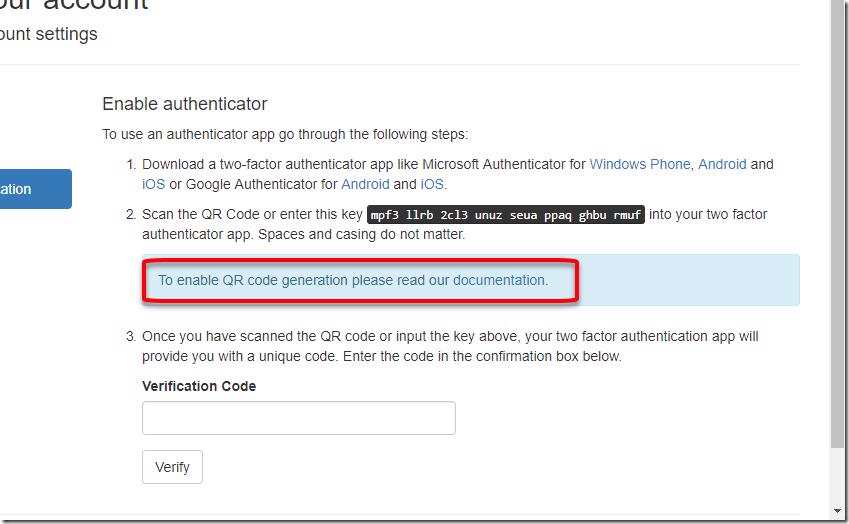 our account
ount settings
Enable authenticator
To use an authenticator app go through the following steps:
1. Download a two-factor authenticator app like Microsoft Authenticator for Windows Phone, Android and
iOS or Google Authenticator for Android and iOS.
2. Scan the QR Code or enter this key mpf3 llrb 2cl3 unuz seua ppaq ghbu rmuf into your two factor
authenticator app. Spaces and casing do not matter.
ation
To enable QR code generation please read our documentation.
3. Once you have scanned the QR code or input the key above, your two factor authentication app will
provide you with a unique code. Enter the code in the confirmation box below.
Verification Code
Verify